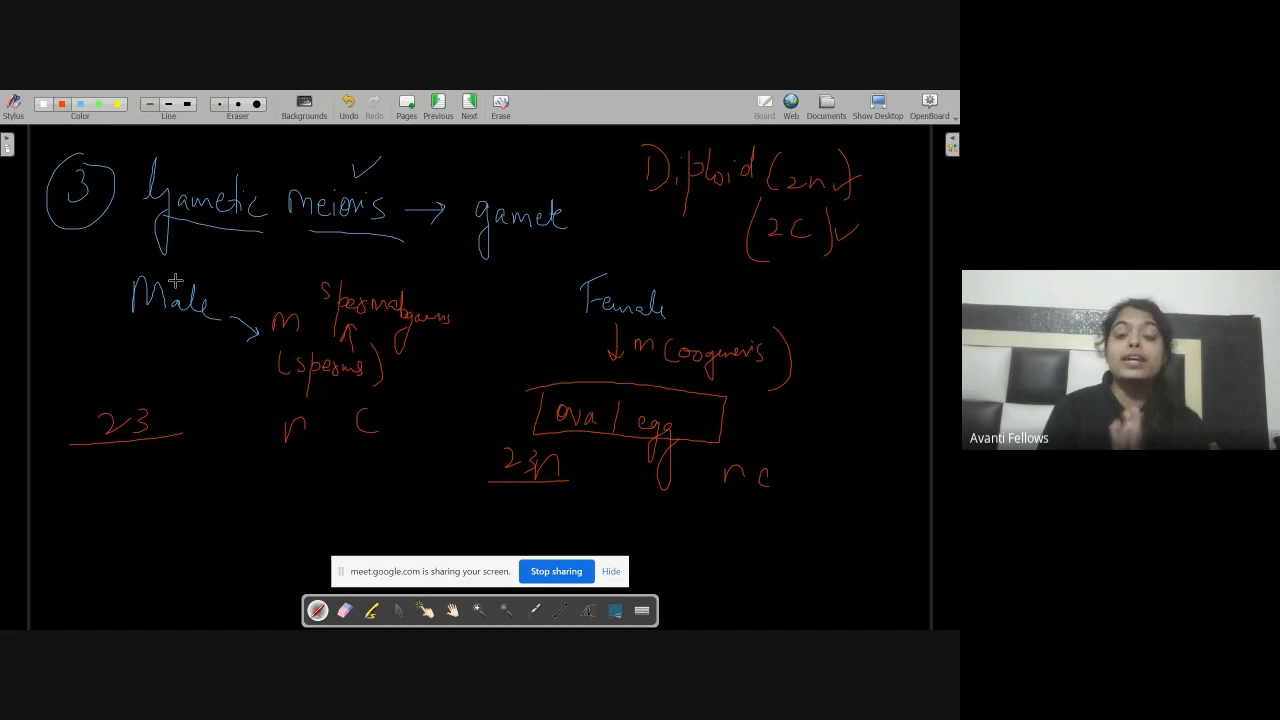 Stylus Color Line Eraser Backgrounds Undo Redo Pages Previous Next Erase Board Web Documents Show Desktop OpenBoard
3 Gametic meiosis → gamete
Diploid (2n)
(2C)
Male
m
Spermatogenesis
(sperms)
23
n C
Female
m (oogenesis)
ova / egg
23n
n c
meet.google.com is sharing your screen. Stop sharing Hide
Avanti Fellows